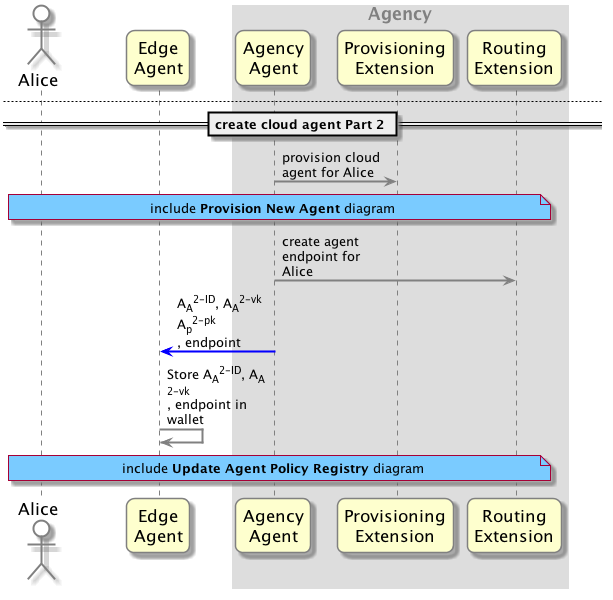 Agency
Alice
Edge
Agent
Agency
Agent
Provisioning
Extension
Routing
Extension
create cloud agent Part 2
provision cloud
agent for Alice
include Provision New Agent diagram
create agent
endpoint for
Alice
A_A^2-ID, A_A^2-vk
A_p^2-pk
, endpoint
Store A_A^2-ID, A_A
2-vk
, endpoint in
wallet
include Update Agent Policy Registry diagram
Alice
Edge
Agent
Agency
Agent
Provisioning
Extension
Routing
Extension